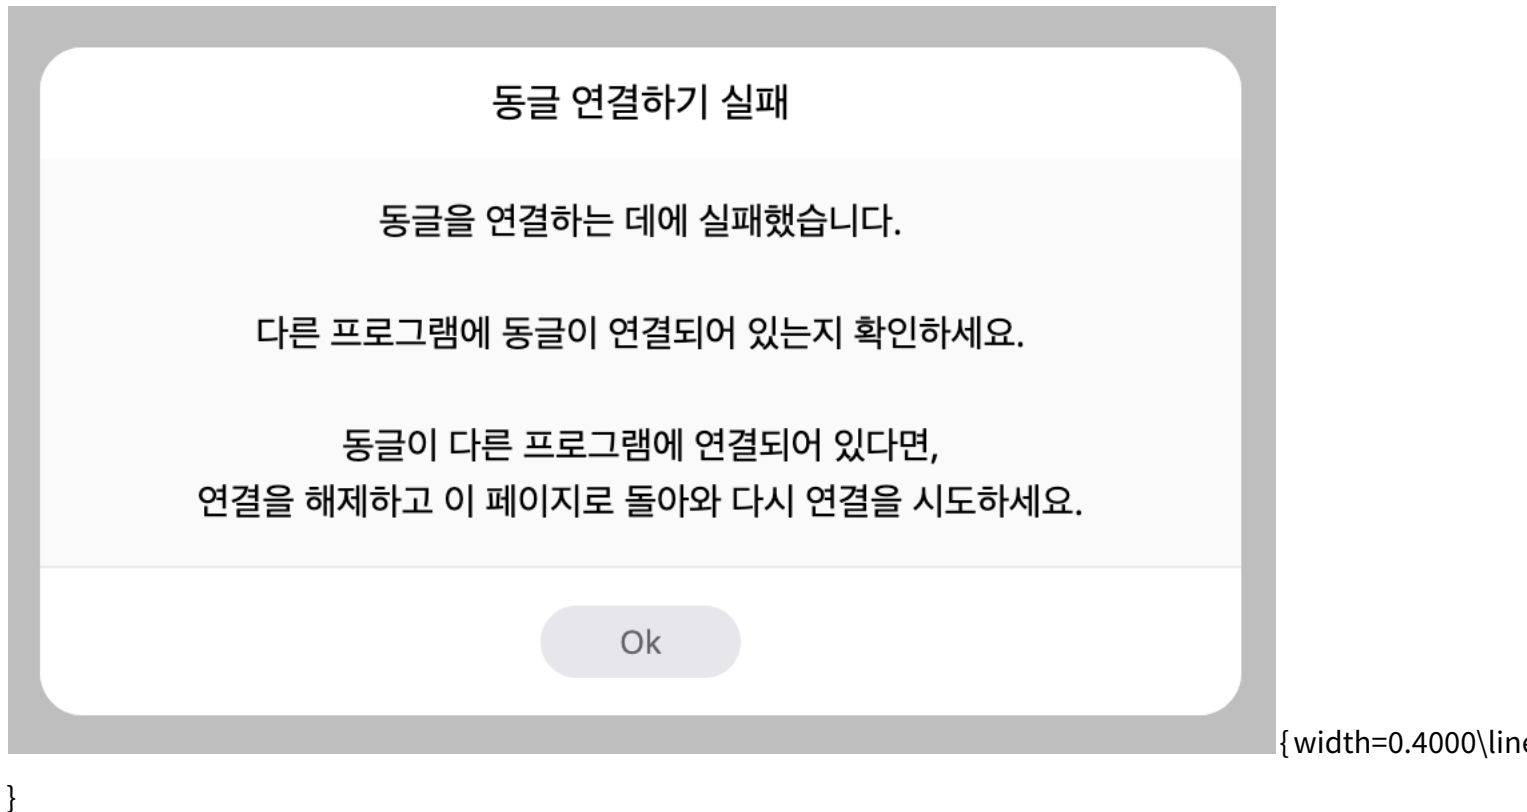 동글 연결하기 실패
동글을 연결하는 데에 실패했습니다.
다른 프로그램에 동글이 연결되어 있는지 확인하세요.
동글이 다른 프로그램에 연결되어 있다면,
연결을 해제하고 이 페이지로 돌아와 다시 연결을 시도하세요.
Ok
{width=0.4000\line
}